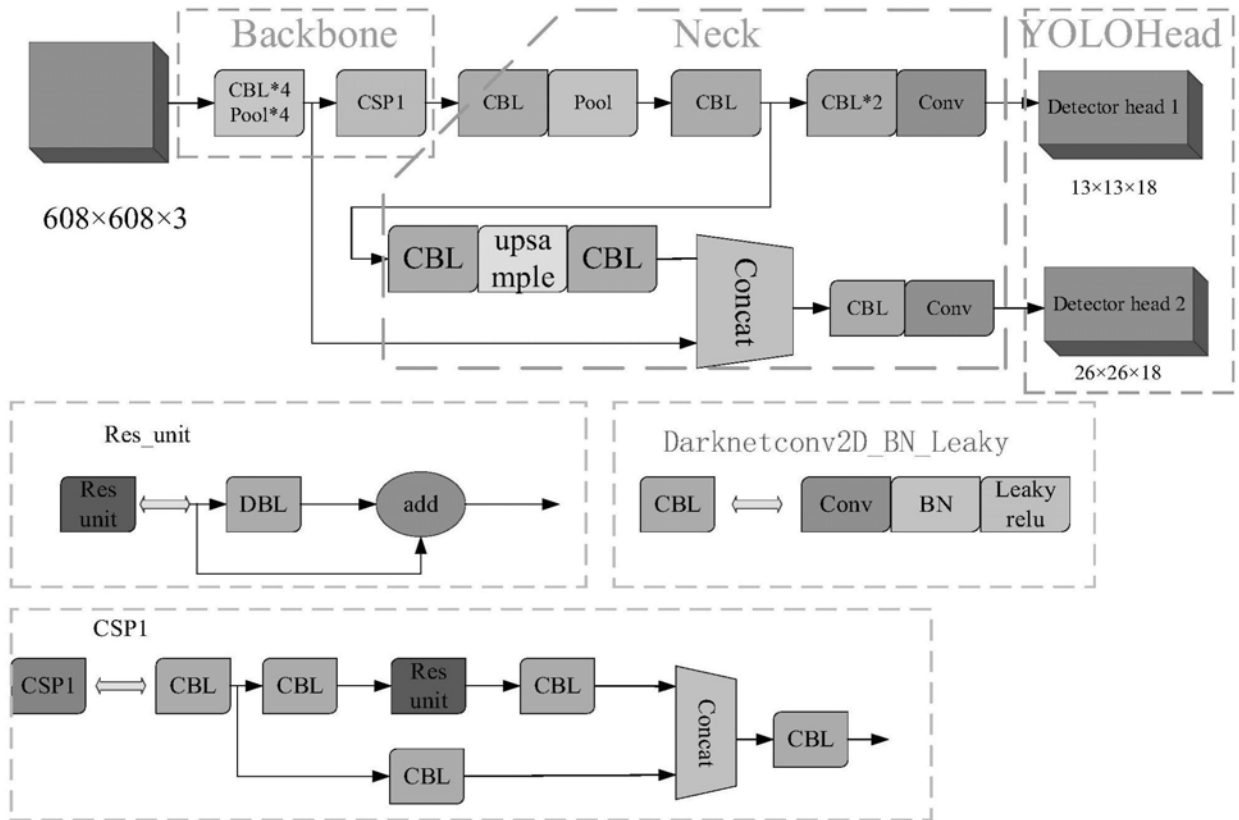 Backbone
Neck
YOLOHead
CBL*4
Pool*4
CSP1
CBL
Pool
CBL
CBL*2
Conv
Detector head 1
13×13×18
608×608×3
CBL
upsa
mple
CBL
Concat
CBL
Conv
Detector head 2
26×26×18
Res_unit
Res
unit
DBL
add
Darknetconv2D_BN_Leaky
CBL
Conv
BN
Leaky
relu
CSP1
CSP1
CBL
CBL
Res
unit
CBL
CBL
Concat
CBL